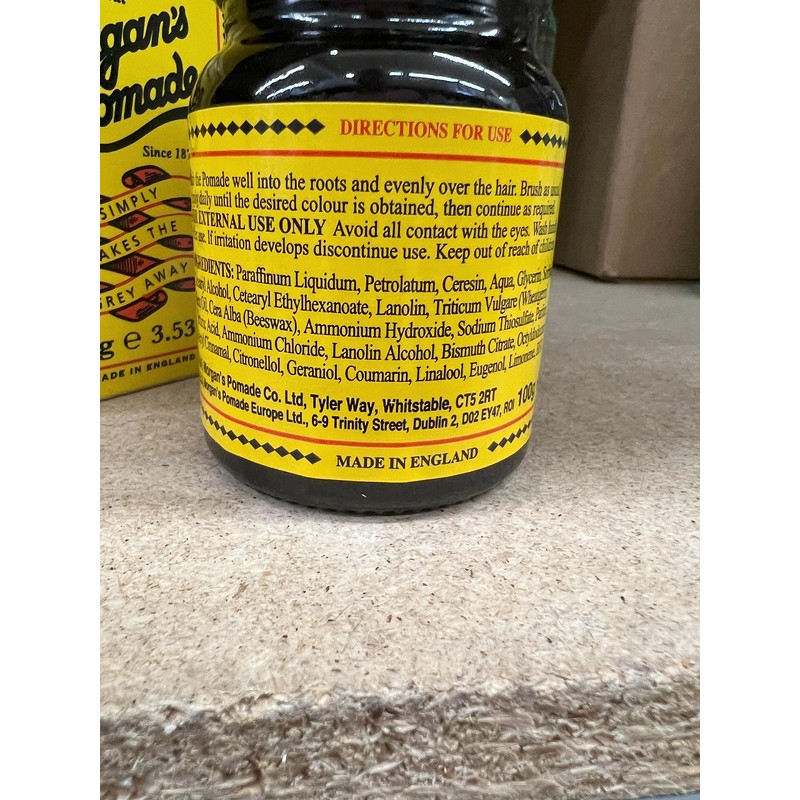 gan's
omade
Since 187
SIMPLY
AKES THE
GREY AWAY
g e 3.53
ADE IN ENGLAND
DIRECTIONS FOR USE
the Pomade well into the roots and evenly over the hair. Brush as usual
daily until the desired colour is obtained, then continue as required.
EXTERNAL USE ONLY Avoid all contact with the eyes. Wash
use. If irritation develops discontinue use. Keep out of reach of
Paraffinum Liquidum, Petrolatum, Ceresin, Aqua, Glycerin,
Alcohol, Cetearyl Ethylhexanoate, Lanolin, Triticum Vulgare
Oil, Cera Alba (Beeswax), Ammonium Hydroxide, Sodium Thiosulfate,
Acid, Ammonium Chloride, Lanolin Alcohol, Bismuth Citrate,
Cinnamal, Citronellol, Geraniol, Coumarin, Linalool, Eugenol, Limonene,
Morgan's Pomade Co. Ltd, Tyler Way, Whitstable, CT5 2RT
Morgan's Pomade Europe Ltd., 6-9 Trinity Street, Dublin 2, D02 EY47, ROI 100g
MADE IN ENGLAND